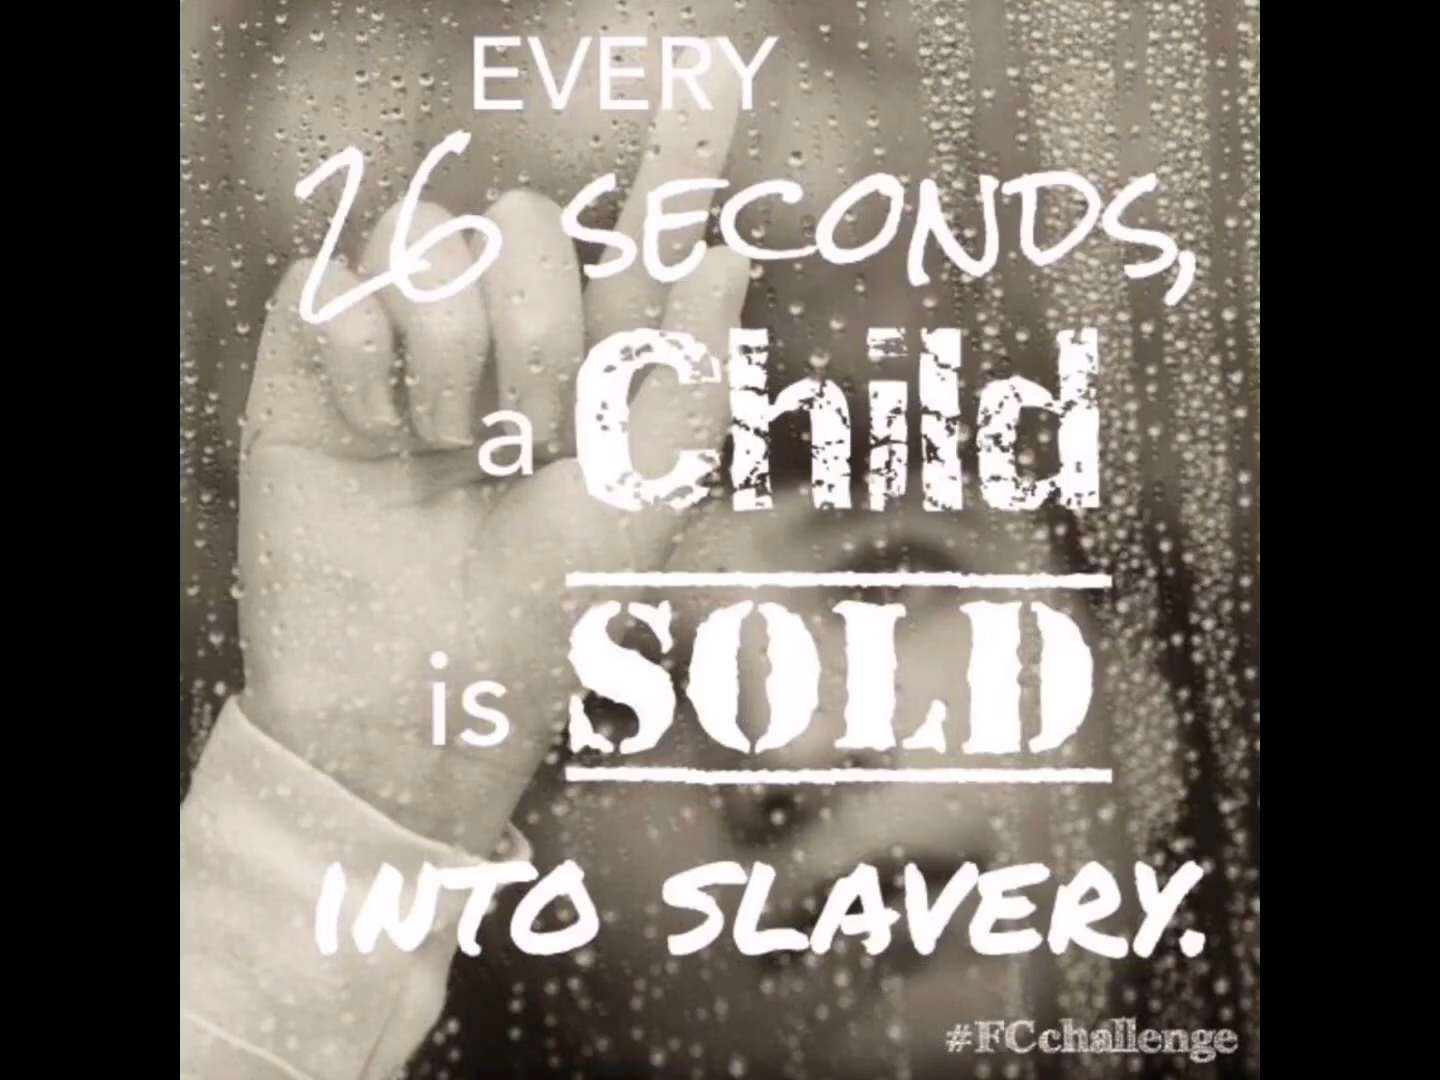 EVERY
26 SECONDS,
a Child
is SOLD
INTO SLAVERY.
#FCchallenge